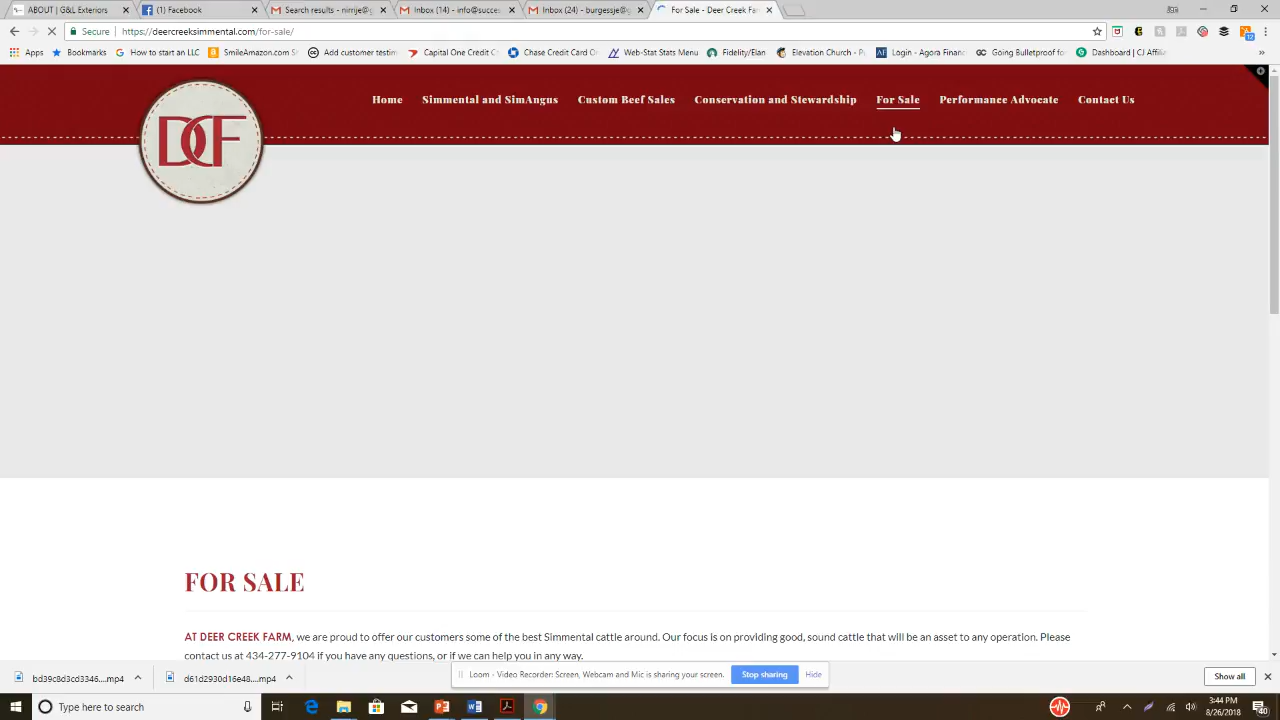 ABOUT | G&L Exteriors
(1) Facebook
Search results - nimje@g
Inbox (14) - info@succes
Inbox (24) - burgessje@g
For Sale - Deer Creek Fa
Secure
https://deercreeksimmental.com/for-sale/
12
Apps
Bookmarks
How to start an LLC
SmileAmazon.com S
Add customer testim
Capital One Credit C
Chase Credit Card On
Web-Stat Stats Menu
Fidelity/Elan
Elevation Church - P
Login - Agora Financ
Going Bulletproof fo
Dashboard | CJ Affilia
»
DCF
Home
Simmental and SimAngus
Custom Beef Sales
Conservation and Stewardship
For Sale
Performance Advocate
Contact Us
FOR SALE
AT DEER CREEK FARM, we are proud to offer our customers some of the best Simmental cattle around. Our focus is on providing good, sound cattle that will be an asset to any operation. Please
contact us at 434-277-9104 if you have any questions, or if we can help you in any way.
Loom - Video Recorder: Screen, Webcam and Mic is sharing your screen.
Stop sharing
Hide
Show all
Type here to search
3:44 PM
8/26/2018